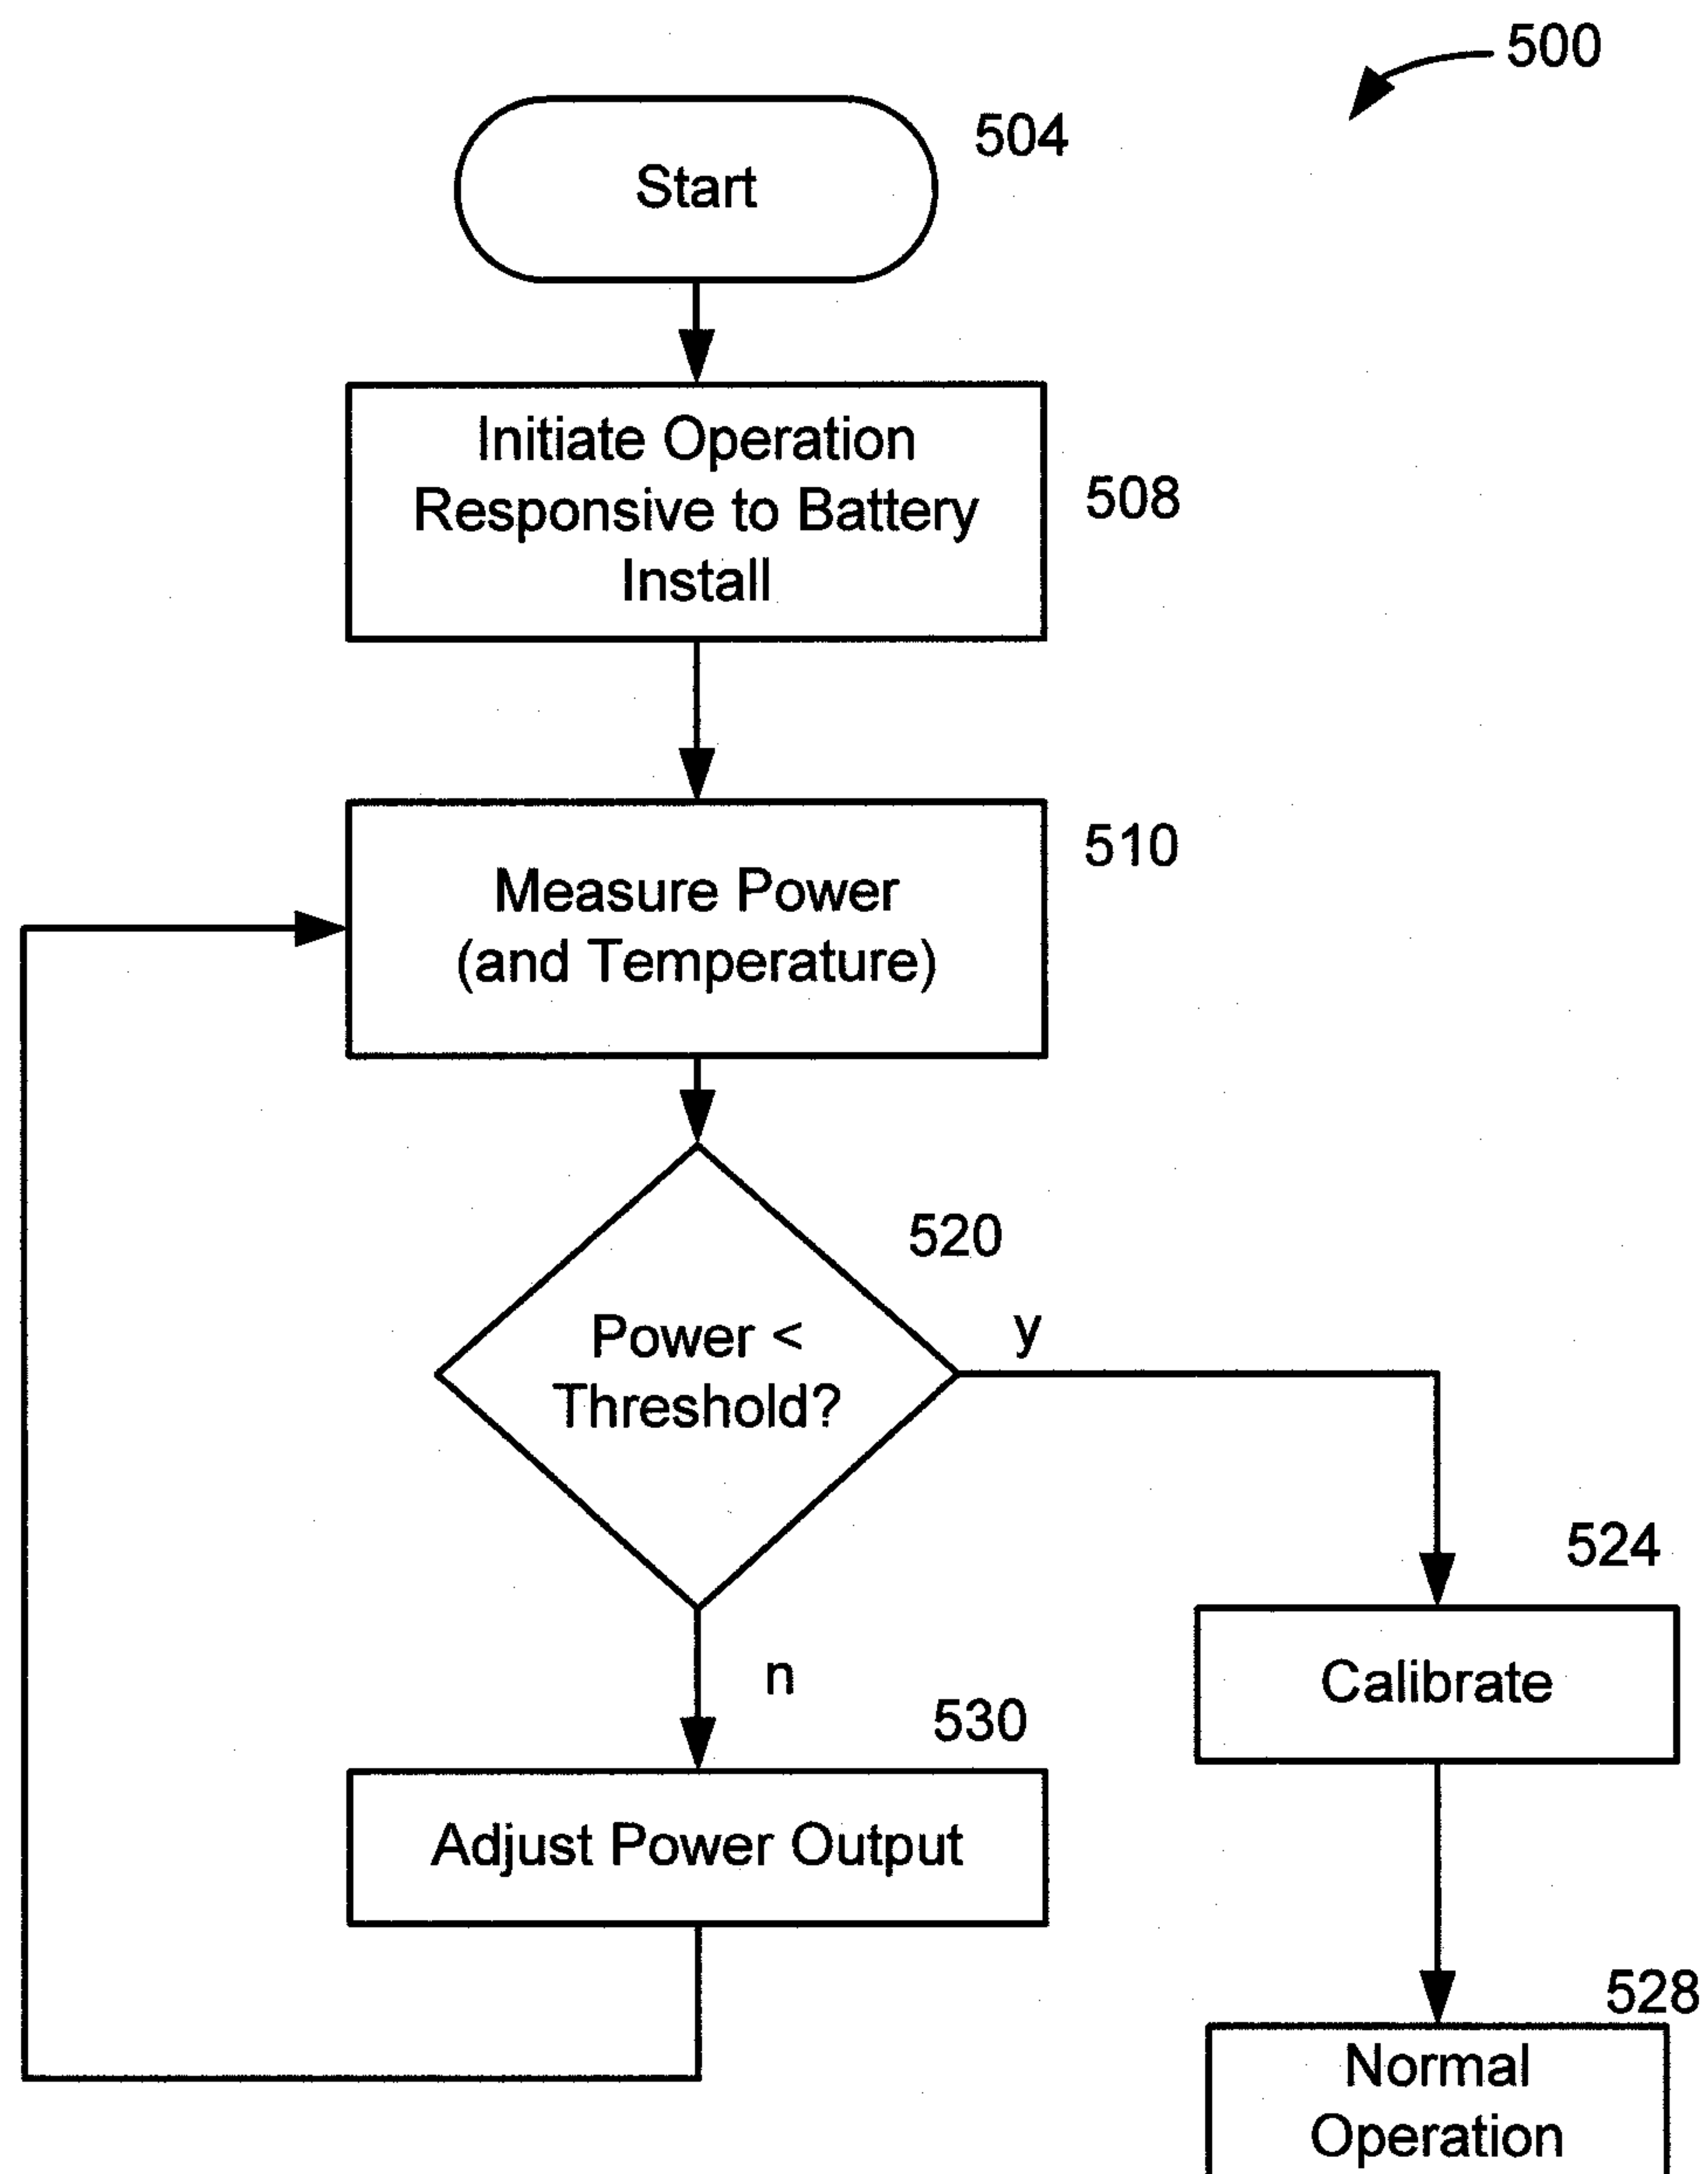 500
504
Start
Initiate Operation
Responsive to Battery
Install
508
510
Measure Power
(and Temperature)
520
Power <
Threshold?
y
n
524
Calibrate
530
Adjust Power Output
528
Normal
Operation